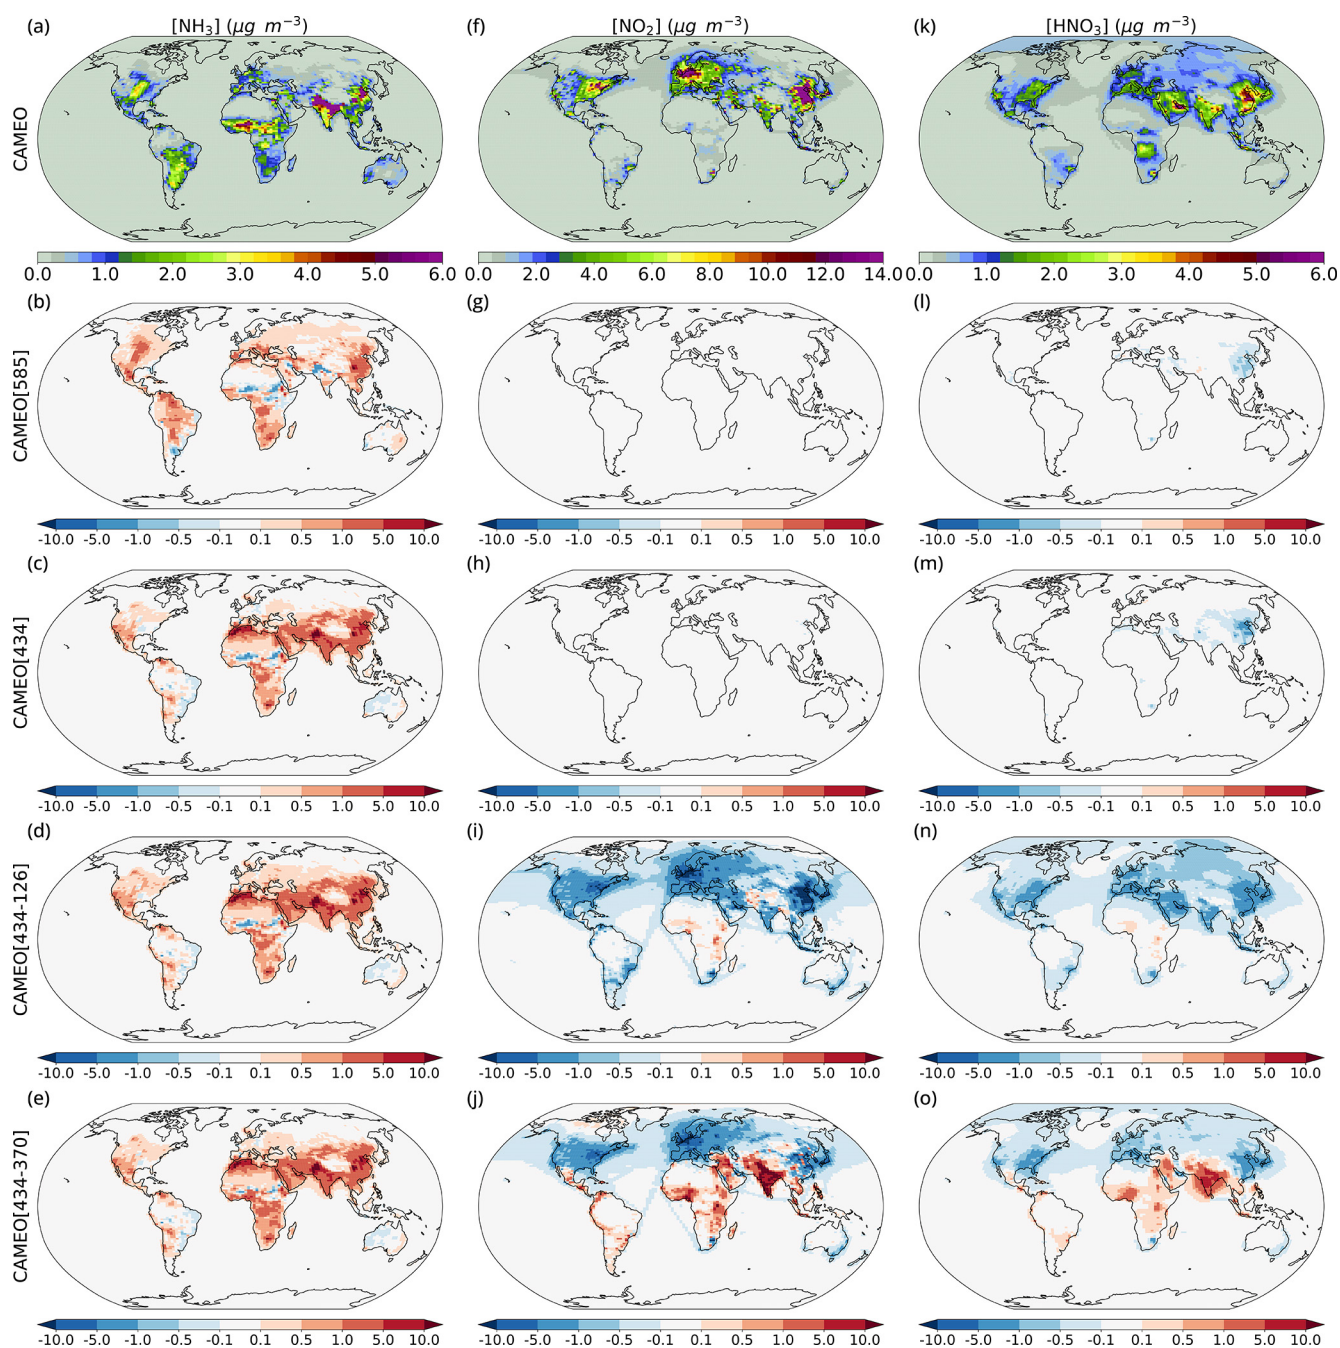 (a) [NH₃] (μg m⁻³) (f) [NO₂] (μg m⁻³) (k) [HNO₃] (μg m⁻³)
CAMEO
0.0 1.0 2.0 3.0 4.0 5.0 6.0 0.0 2.0 4.0 6.0 8.0 10.0 12.0 14.0 0.0 1.0 2.0 3.0 4.0 5.0 6.0
(b) (g) (l)
CAMEO[585]
-10.0 -5.0 -1.0 -0.5 -0.1 0.1 0.5 1.0 5.0 10.0 -10.0 -5.0 -1.0 -0.5 -0.1 0.1 0.5 1.0 5.0 10.0 -10.0 -5.0 -1.0 -0.5 -0.1 0.1 0.5 1.0 5.0 10.0
(c) (h) (m)
CAMEO[434]
-10.0 -5.0 -1.0 -0.5 -0.1 0.1 0.5 1.0 5.0 10.0 -10.0 -5.0 -1.0 -0.5 -0.1 0.1 0.5 1.0 5.0 10.0 -10.0 -5.0 -1.0 -0.5 -0.1 0.1 0.5 1.0 5.0 10.0
(d) (i) (n)
CAMEO[434-126]
-10.0 -5.0 -1.0 -0.5 -0.1 0.1 0.5 1.0 5.0 10.0 -10.0 -5.0 -1.0 -0.5 -0.1 0.1 0.5 1.0 5.0 10.0 -10.0 -5.0 -1.0 -0.5 -0.1 0.1 0.5 1.0 5.0 10.0
(e) (j) (o)
CAMEO[434-370]
-10.0 -5.0 -1.0 -0.5 -0.1 0.1 0.5 1.0 5.0 10.0 -10.0 -5.0 -1.0 -0.5 -0.1 0.1 0.5 1.0 5.0 10.0 -10.0 -5.0 -1.0 -0.5 -0.1 0.1 0.5 1.0 5.0 10.0